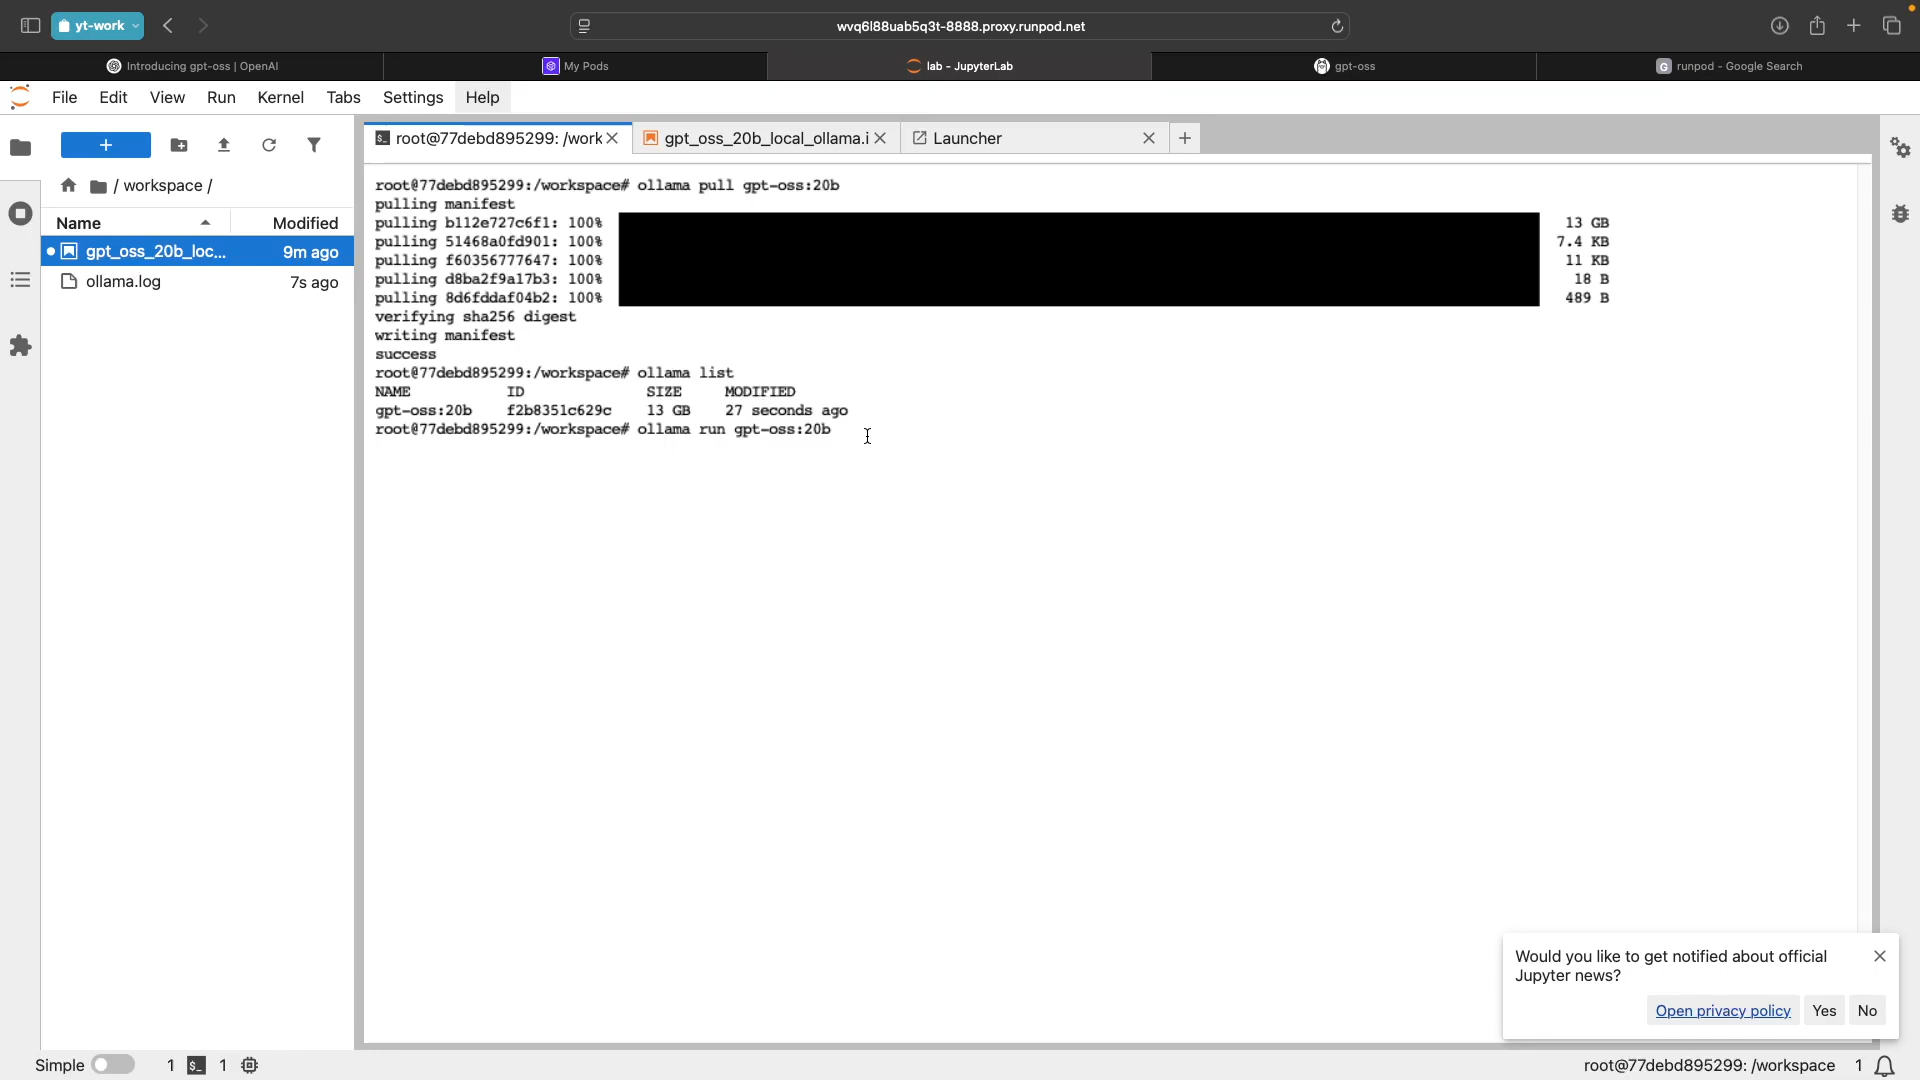 yt-work
wvq6l88uab5q3t-8888.proxy.runpod.net
Introducing gpt-oss | OpenAI
My Pods
lab - JupyterLab
gpt-oss
G runpod - Google Search
File Edit View Run Kernel Tabs Settings Help
root@77debd895299: /work
gpt_oss_20b_local_ollama.i
Launcher
/ workspace /
Name Modified
gpt_oss_20b_loc... 9m ago
ollama.log 7s ago
root@77debd895299:/workspace# ollama pull gpt-oss:20b
pulling manifest
pulling b112e727c6f1: 100% 13 GB
pulling 51468a0fd901: 100% 7.4 KB
pulling f60356777647: 100% 11 KB
pulling d8ba2f9a17b3: 100% 18 B
pulling 8d6fddaf04b2: 100% 489 B
verifying sha256 digest
writing manifest
success
root@77debd895299:/workspace# ollama list
NAME ID SIZE MODIFIED
gpt-oss:20b f2b8351c629c 13 GB 27 seconds ago
root@77debd895299:/workspace# ollama run gpt-oss:20b
Would you like to get notified about official
Jupyter news?
Open privacy policy Yes No
Simple 1 $_ 1
root@77debd895299: /workspace 1